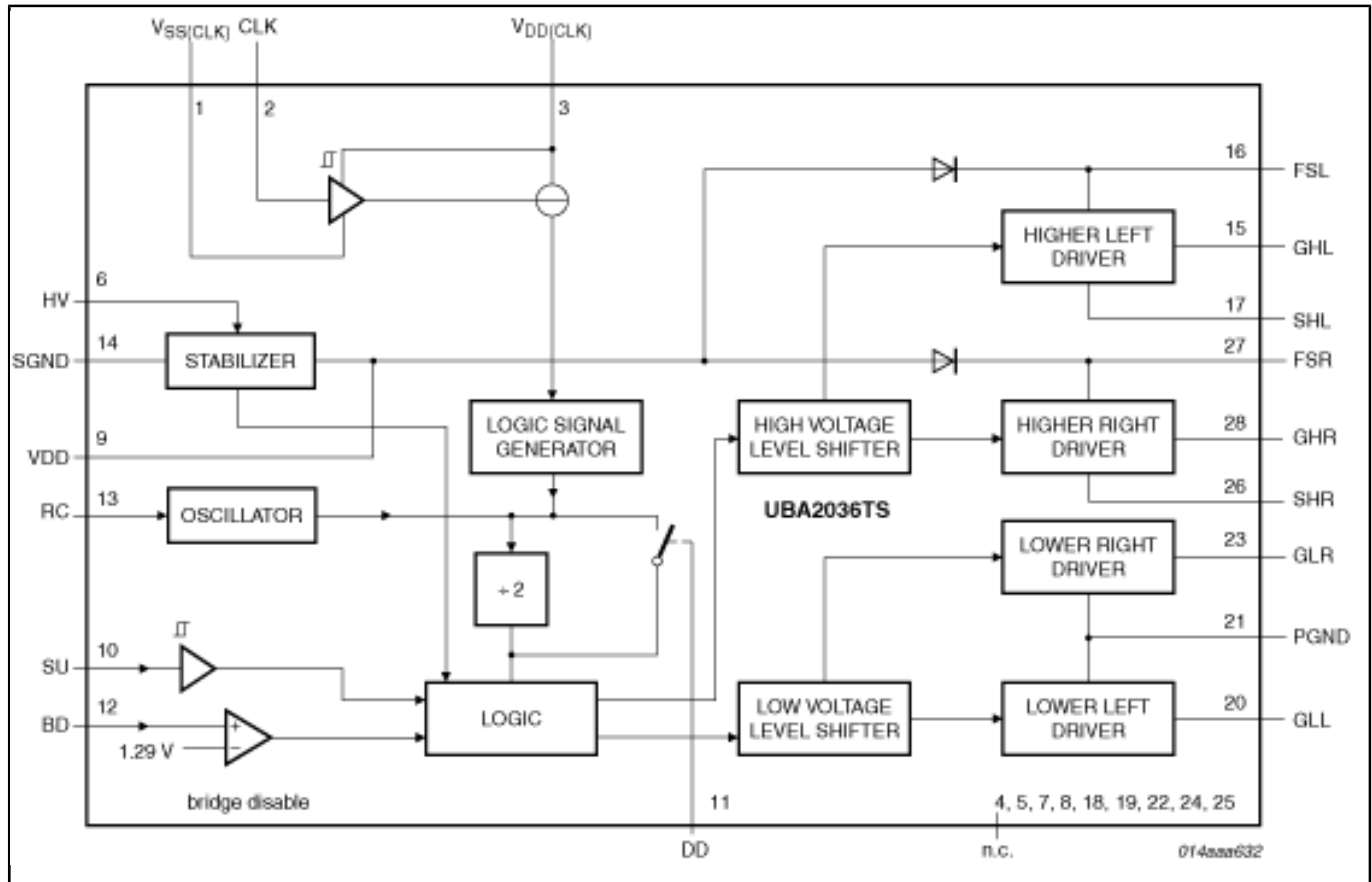 VSS(CLK) CLK VDD(CLK)
1 2 3
16 FSL
HIGHER LEFT
DRIVER
15 GHL
17 SHL
6 HV
14 SGND
STABILIZER
27 FSR
9 VDD
LOGIC SIGNAL
GENERATOR
HIGH VOLTAGE
LEVEL SHIFTER
HIGHER RIGHT
DRIVER
28 GHR
26 SHR
13 RC
OSCILLATOR
UBA2036TS
LOWER RIGHT
DRIVER
23 GLR
÷ 2
21 PGND
10 SU
12 BD
+
−
1.29 V
LOGIC
LOW VOLTAGE
LEVEL SHIFTER
LOWER LEFT
DRIVER
20 GLL
bridge disable
11
4, 5, 7, 8, 18, 19, 22, 24, 25
DD
n.c.
014aaa632